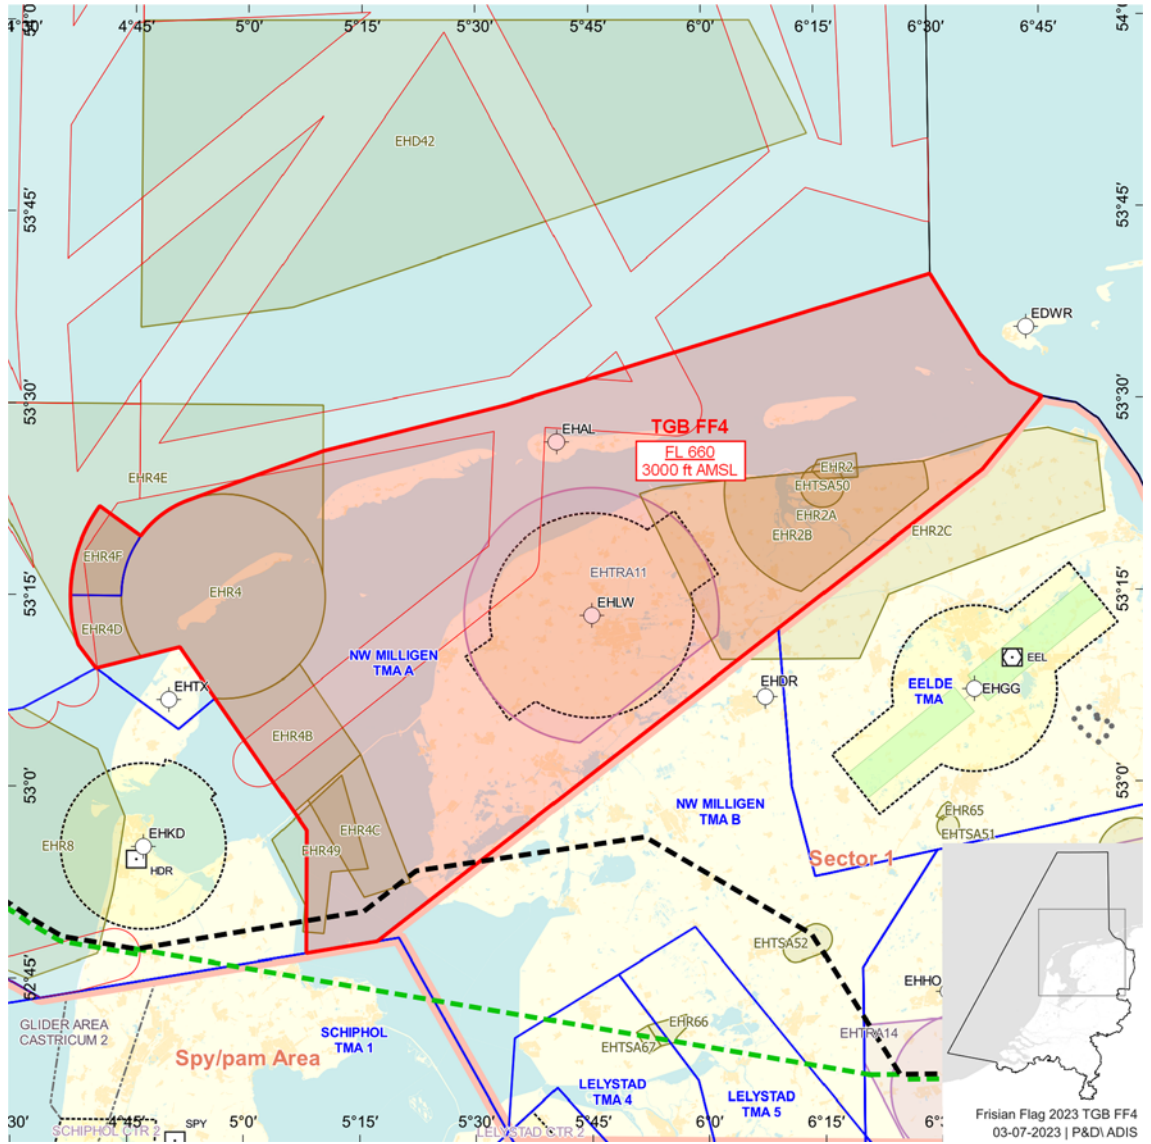 4°30'
4°45'
5°0'
5°15'
5°30'
5°45'
6°0'
6°15'
6°30'
6°45'
54°0
54°
EHD42
53°45'
53°45'
EDWR
53°30'
53°30'
TGB FF4
FL 660
3000 ft AMSL
EHAL
EHR4E
EHR2
EHTSA50
EHR2A
EHR2B
EHR2C
EHR4F
EHR4
EHTRA11
53°15'
53°15'
EHLW
EHR4D
NW MILLIGEN
TMA A
EEL
EHTX
EHDR
EELDE
TMA
EHGG
EHR4B
53°0'
53°0'
NW MILLIGEN
TMA B
EHR65
EHTSA51
EHR4C
EHKD
EHR8
EHR49
HDR
Sector 1
EHTSA52
52°45'
EHHO
GLIDER AREA
CASTRICUM 2
SCHIPHOL
TMA 1
EHR66
EHTSA67
EHTRA14
Spy/pam Area
LELYSTAD
TMA 4
LELYSTAD
TMA 5
SPY
SCHIPHOL CTR 2
LELYSTAD CTR 2
:30'
4°45'
5°0'
5°15'
5°30'
5°45'
6°0'
6°15'
6:
Frisian Flag 2023 TGB FF4
03-07-2023 | P&D\ ADIS